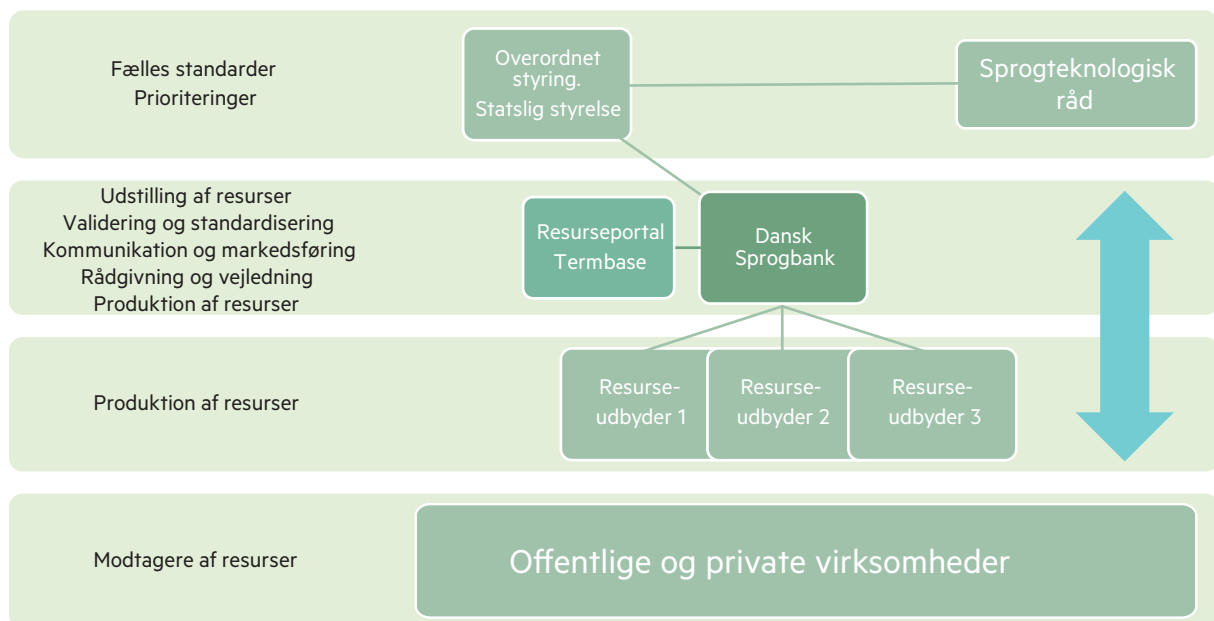 Fælles standarder
Prioriteringer
Overordnet
styring.
Statslig styrelse
Sprogteknologisk
råd
Udstilling af resurser
Validering og standardisering
Kommunikation og markedsføring
Rådgivning og vejledning
Produktion af resurser
Resurseportal
Termbase
Dansk
Sprogbank
Produktion af resurser
Resurse-
udbyder 1
Resurse-
udbyder 2
Resurse-
udbyder 3
Modtagere af resurser
Offentlige og private virksomheder